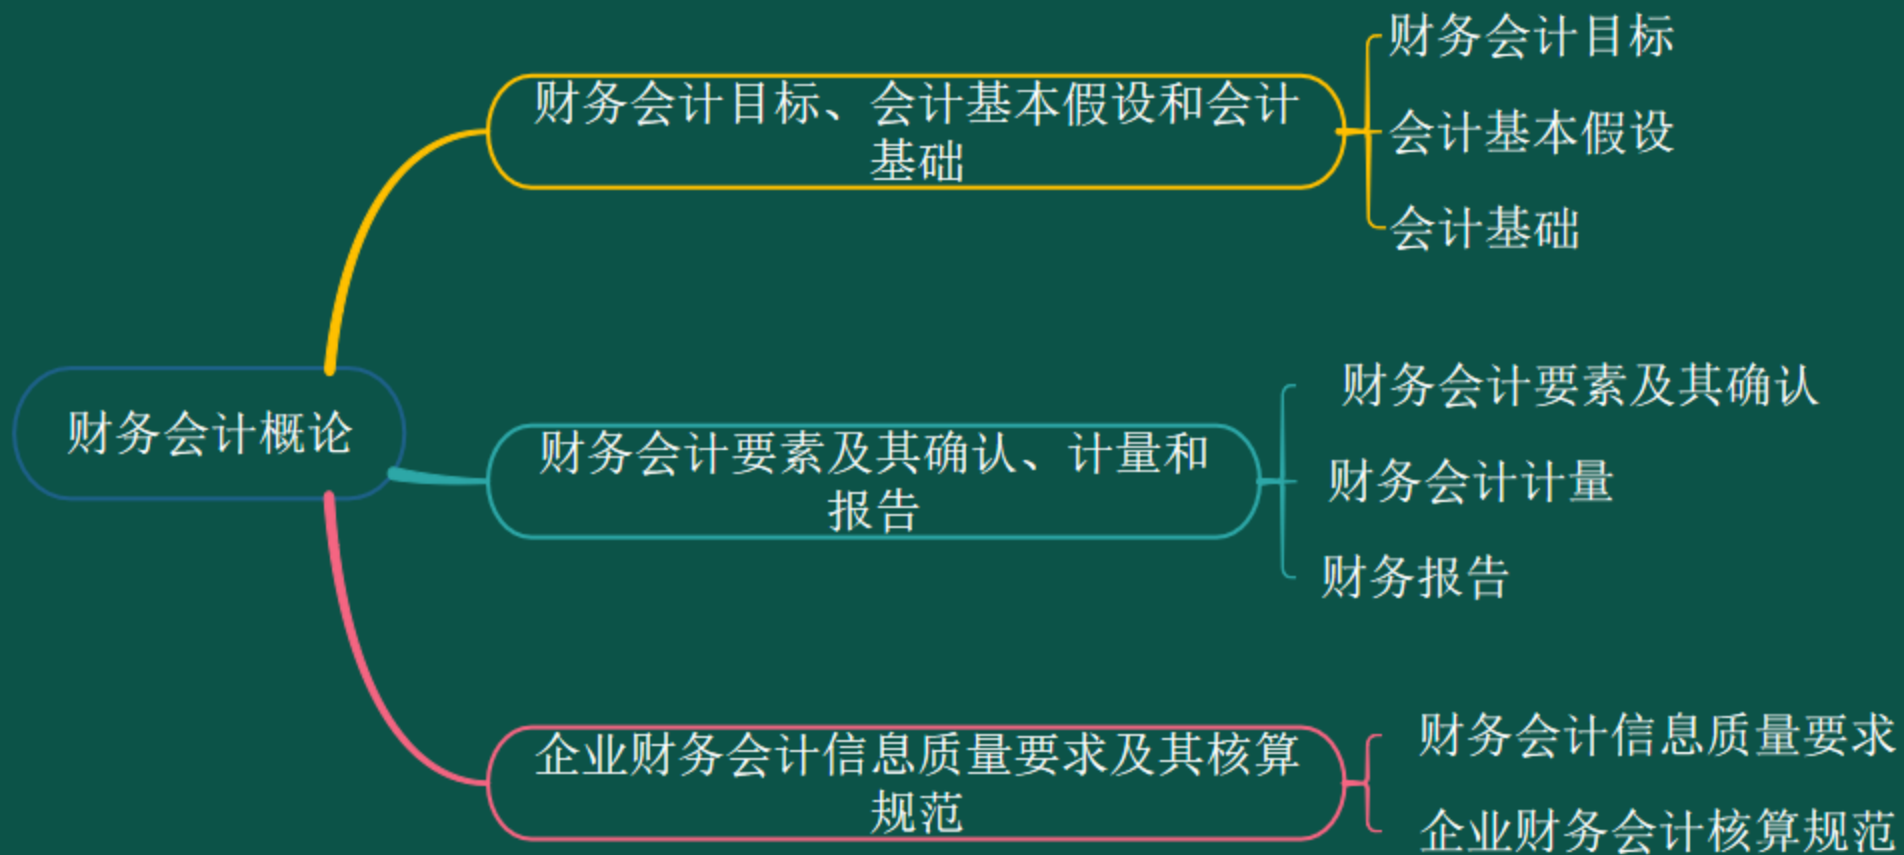 财务会计概论
财务会计目标、会计基本假设和会计
基础
财务会计目标
会计基本假设
会计基础
财务会计要素及其确认、计量和
报告
财务会计要素及其确认
财务会计计量
财务报告
企业财务会计信息质量要求及其核算
规范
财务会计信息质量要求
企业财务会计核算规范